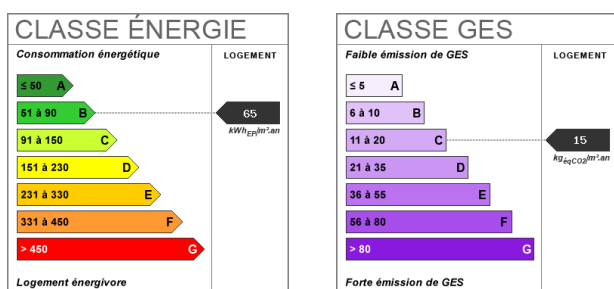 CLASSE ÉNERGIE
Consommation énergétique
LOGEMENT
≤ 50 A
51 à 90 B
65
kWhEP/m².an
91 à 150 C
151 à 230 D
231 à 330 E
331 à 450 F
> 450 G
Logement énergivore
CLASSE GES
Faible émission de GES
LOGEMENT
≤ 5 A
6 à 10 B
11 à 20 C
15
kgéqCO2/m².an
21 à 35 D
36 à 55 E
56 à 80 F
> 80 G
Forte émission de GES